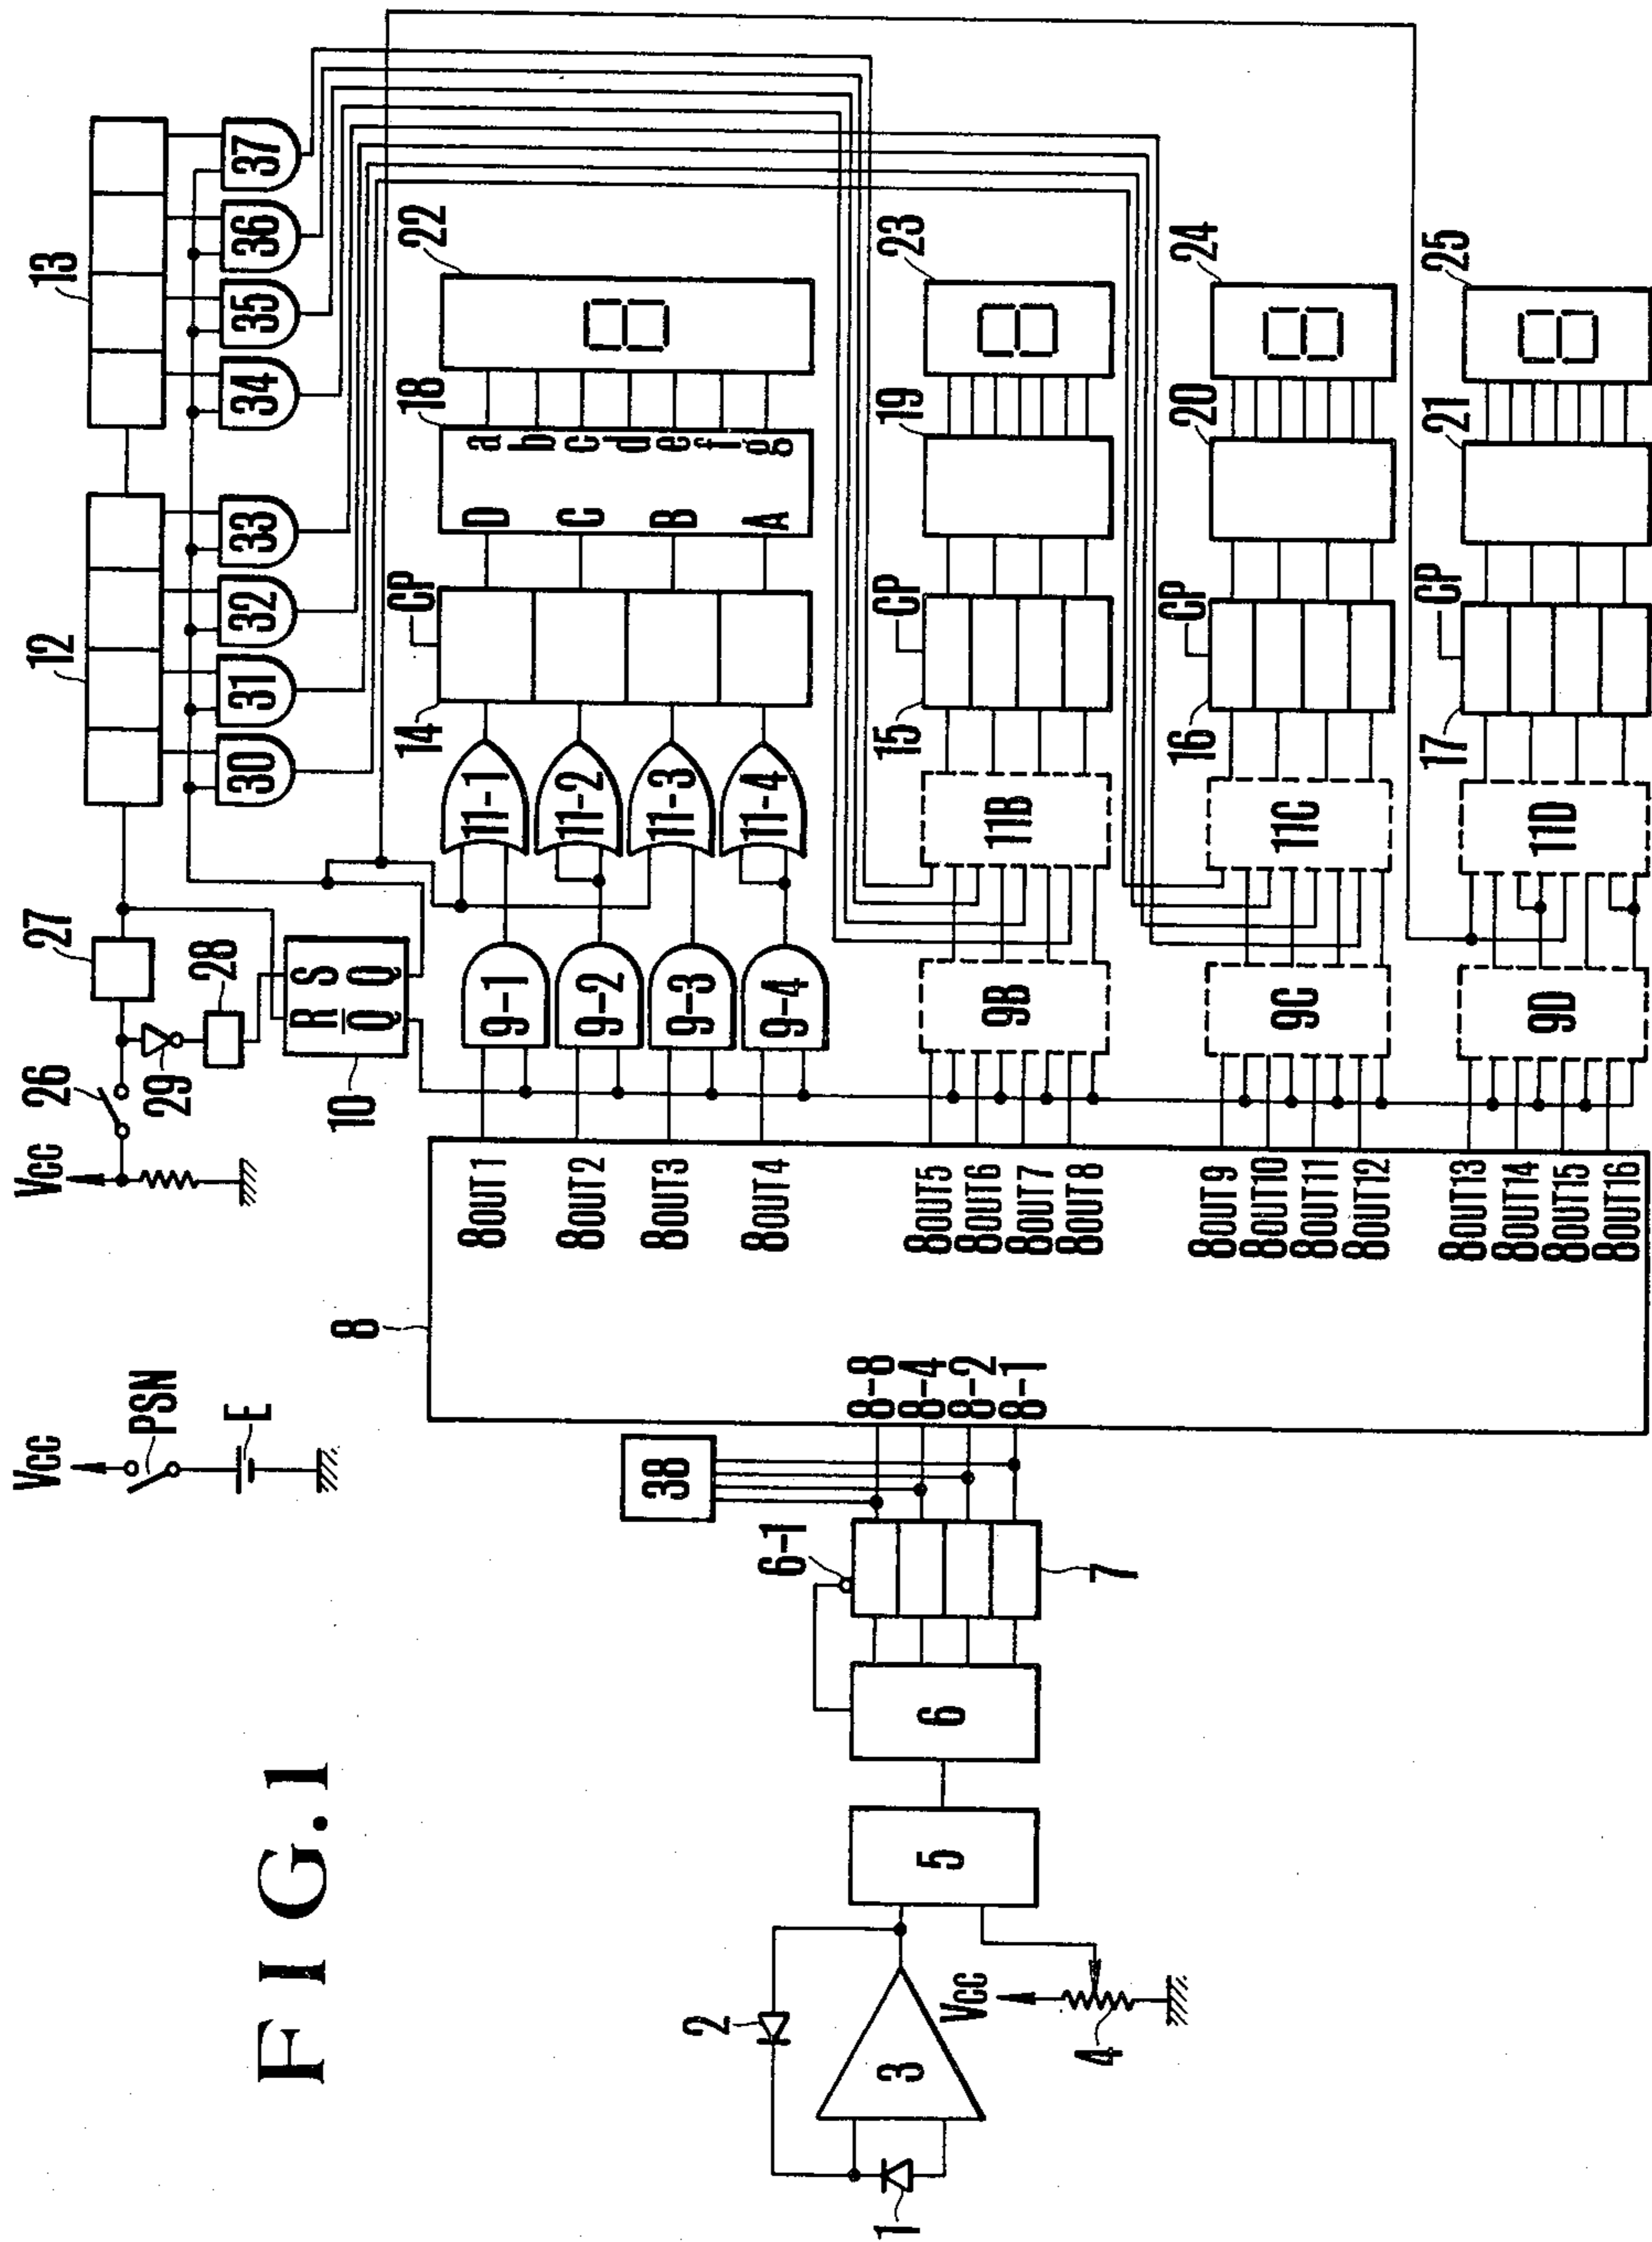 FIG.1
Vcc
PSN
E
Vcc
26
27
29
28
R S
Q Q
10
12
13
30
31
32
33
34
35
36
37
1
2
3
Vcc
4
5
6
6-1
7
38
8
8-8
8-4
8-2
8-1
8OUT1
8OUT2
8OUT3
8OUT4
8OUT5
8OUT6
8OUT7
8OUT8
8OUT9
8OUT10
8OUT11
8OUT12
8OUT13
8OUT14
8OUT15
8OUT16
9-1
9-2
9-3
9-4
9B
9C
9D
11-1
11-2
11-3
11-4
11B
11C
11D
14
CP
15
CP
16
CP
17
CP
18
D
C
B
A
a
b
c
d
e
f
g
19
20
21
22
23
24
25